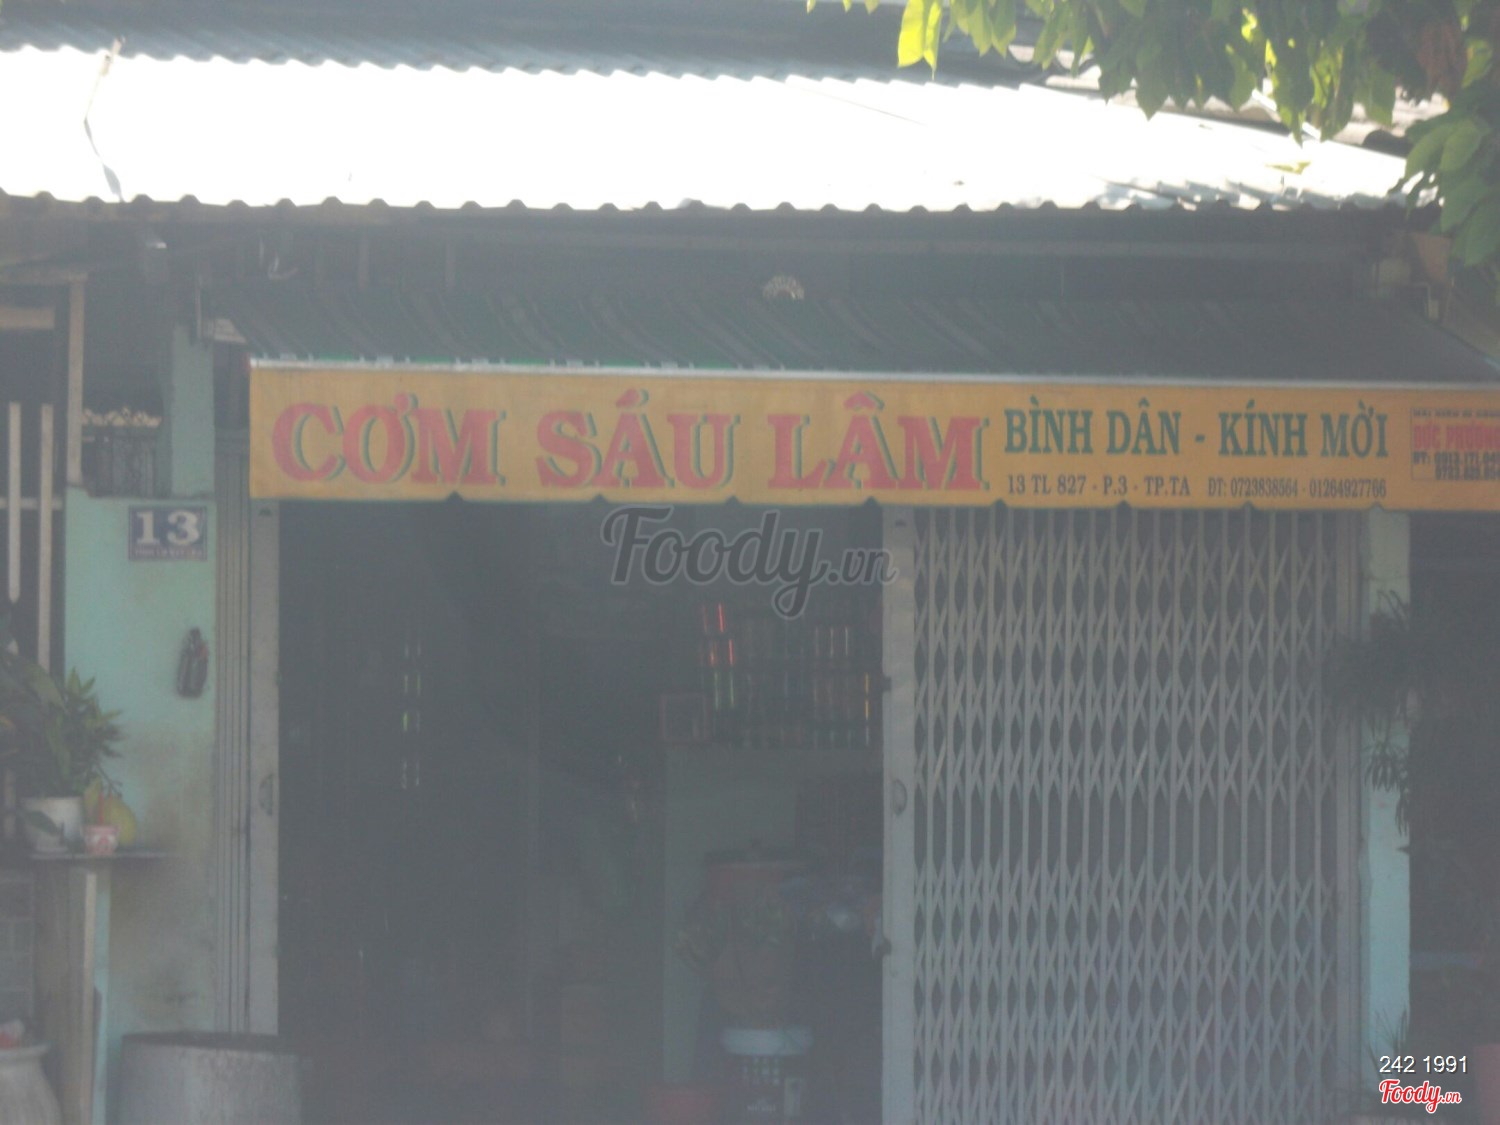 CƠM SÁU LÂM
BÌNH DÂN - KÍNH MỜI
13 TL 827 - P.3 - TP.TA ĐT: 0723838564 - 01264927796
13
Foody.vn
242 1991
Foody.vn